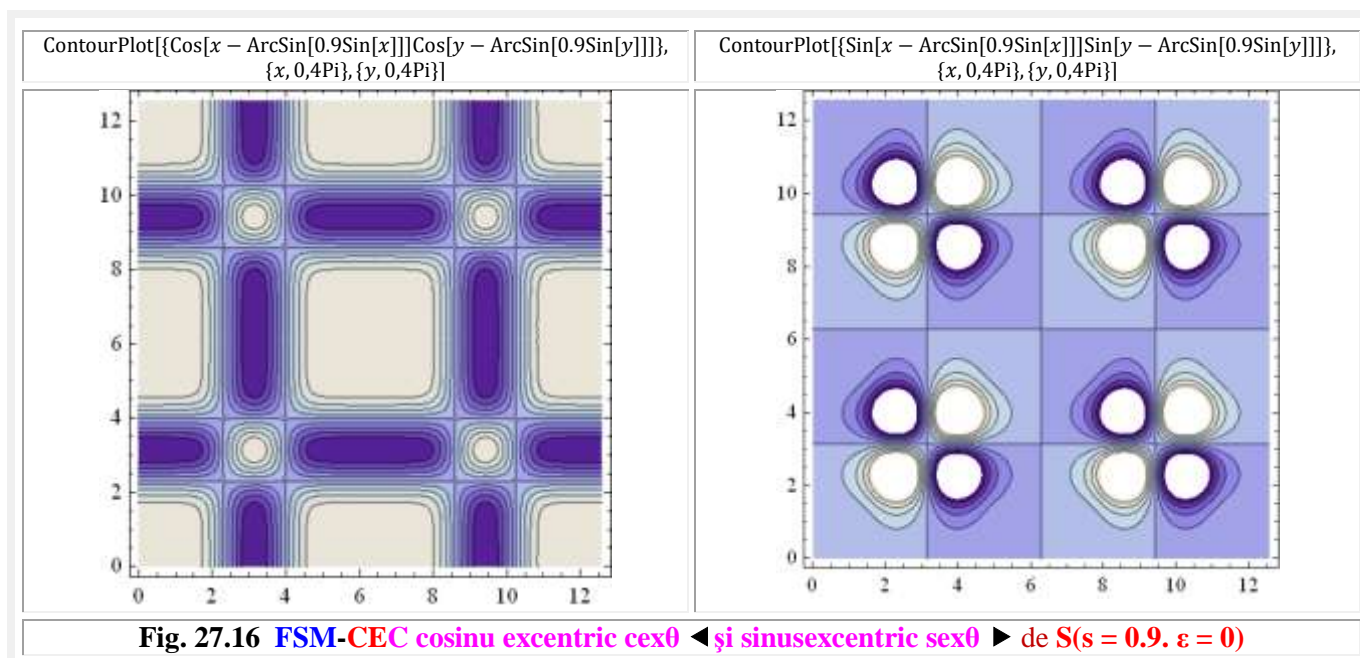 ContourPlot[{Cos[x − ArcSin[0.9Sin[x]]]Cos[y − ArcSin[0.9Sin[y]]]},
{x, 0,4Pi}, {y, 0,4Pi}]
ContourPlot[{Sin[x − ArcSin[0.9Sin[x]]]Sin[y − ArcSin[0.9Sin[y]]]},
{x, 0,4Pi}, {y, 0,4Pi}]
12
10
8
6
4
2
0
0 2 4 6 8 10 12
12
10
8
6
4
2
0
0 2 4 6 8 10 12
Fig. 27.16 FSM-CEC cosinu excentric cexθ ◄ şi sinusexcentric sexθ ► de S(s = 0.9. ε = 0)